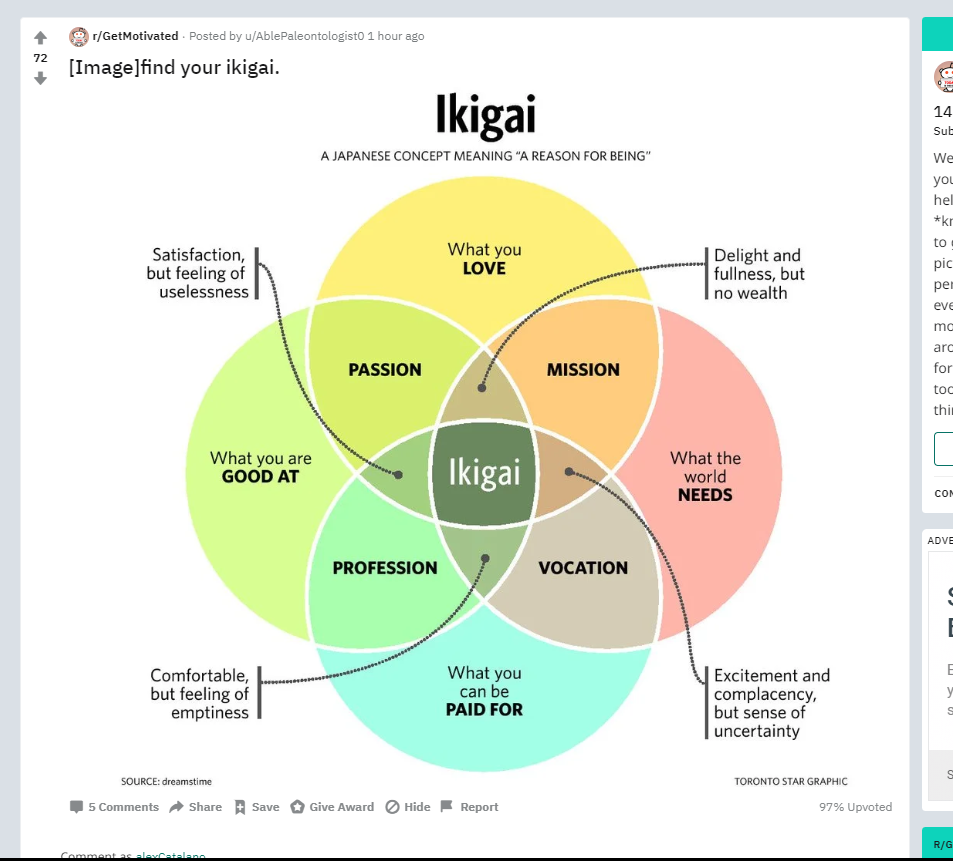 r/GetMotivated · Posted by u/AblePaleontologist0 1 hour ago
72
[Image]find your ikigai.
Ikigai
A JAPANESE CONCEPT MEANING “A REASON FOR BEING”
Satisfaction,
but feeling of
uselessness
What you
LOVE
Delight and
fullness, but
no wealth
PASSION
MISSION
What you are
GOOD AT
Ikigai
What the
world
NEEDS
PROFESSION
VOCATION
Comfortable,
but feeling of
emptiness
What you
can be
PAID FOR
Excitement and
complacency,
but sense of
uncertainty
SOURCE: dreamstime
TORONTO STAR GRAPHIC
5 Comments Share Save Give Award Hide Report 97% Upvoted
Comment as alexCatalano
14
Sub
We
you
hel
*kr
to g
pic
per
eve
mo
aro
for
too
thi
CO
ADVE
S
E
E
y
s
S
R/G